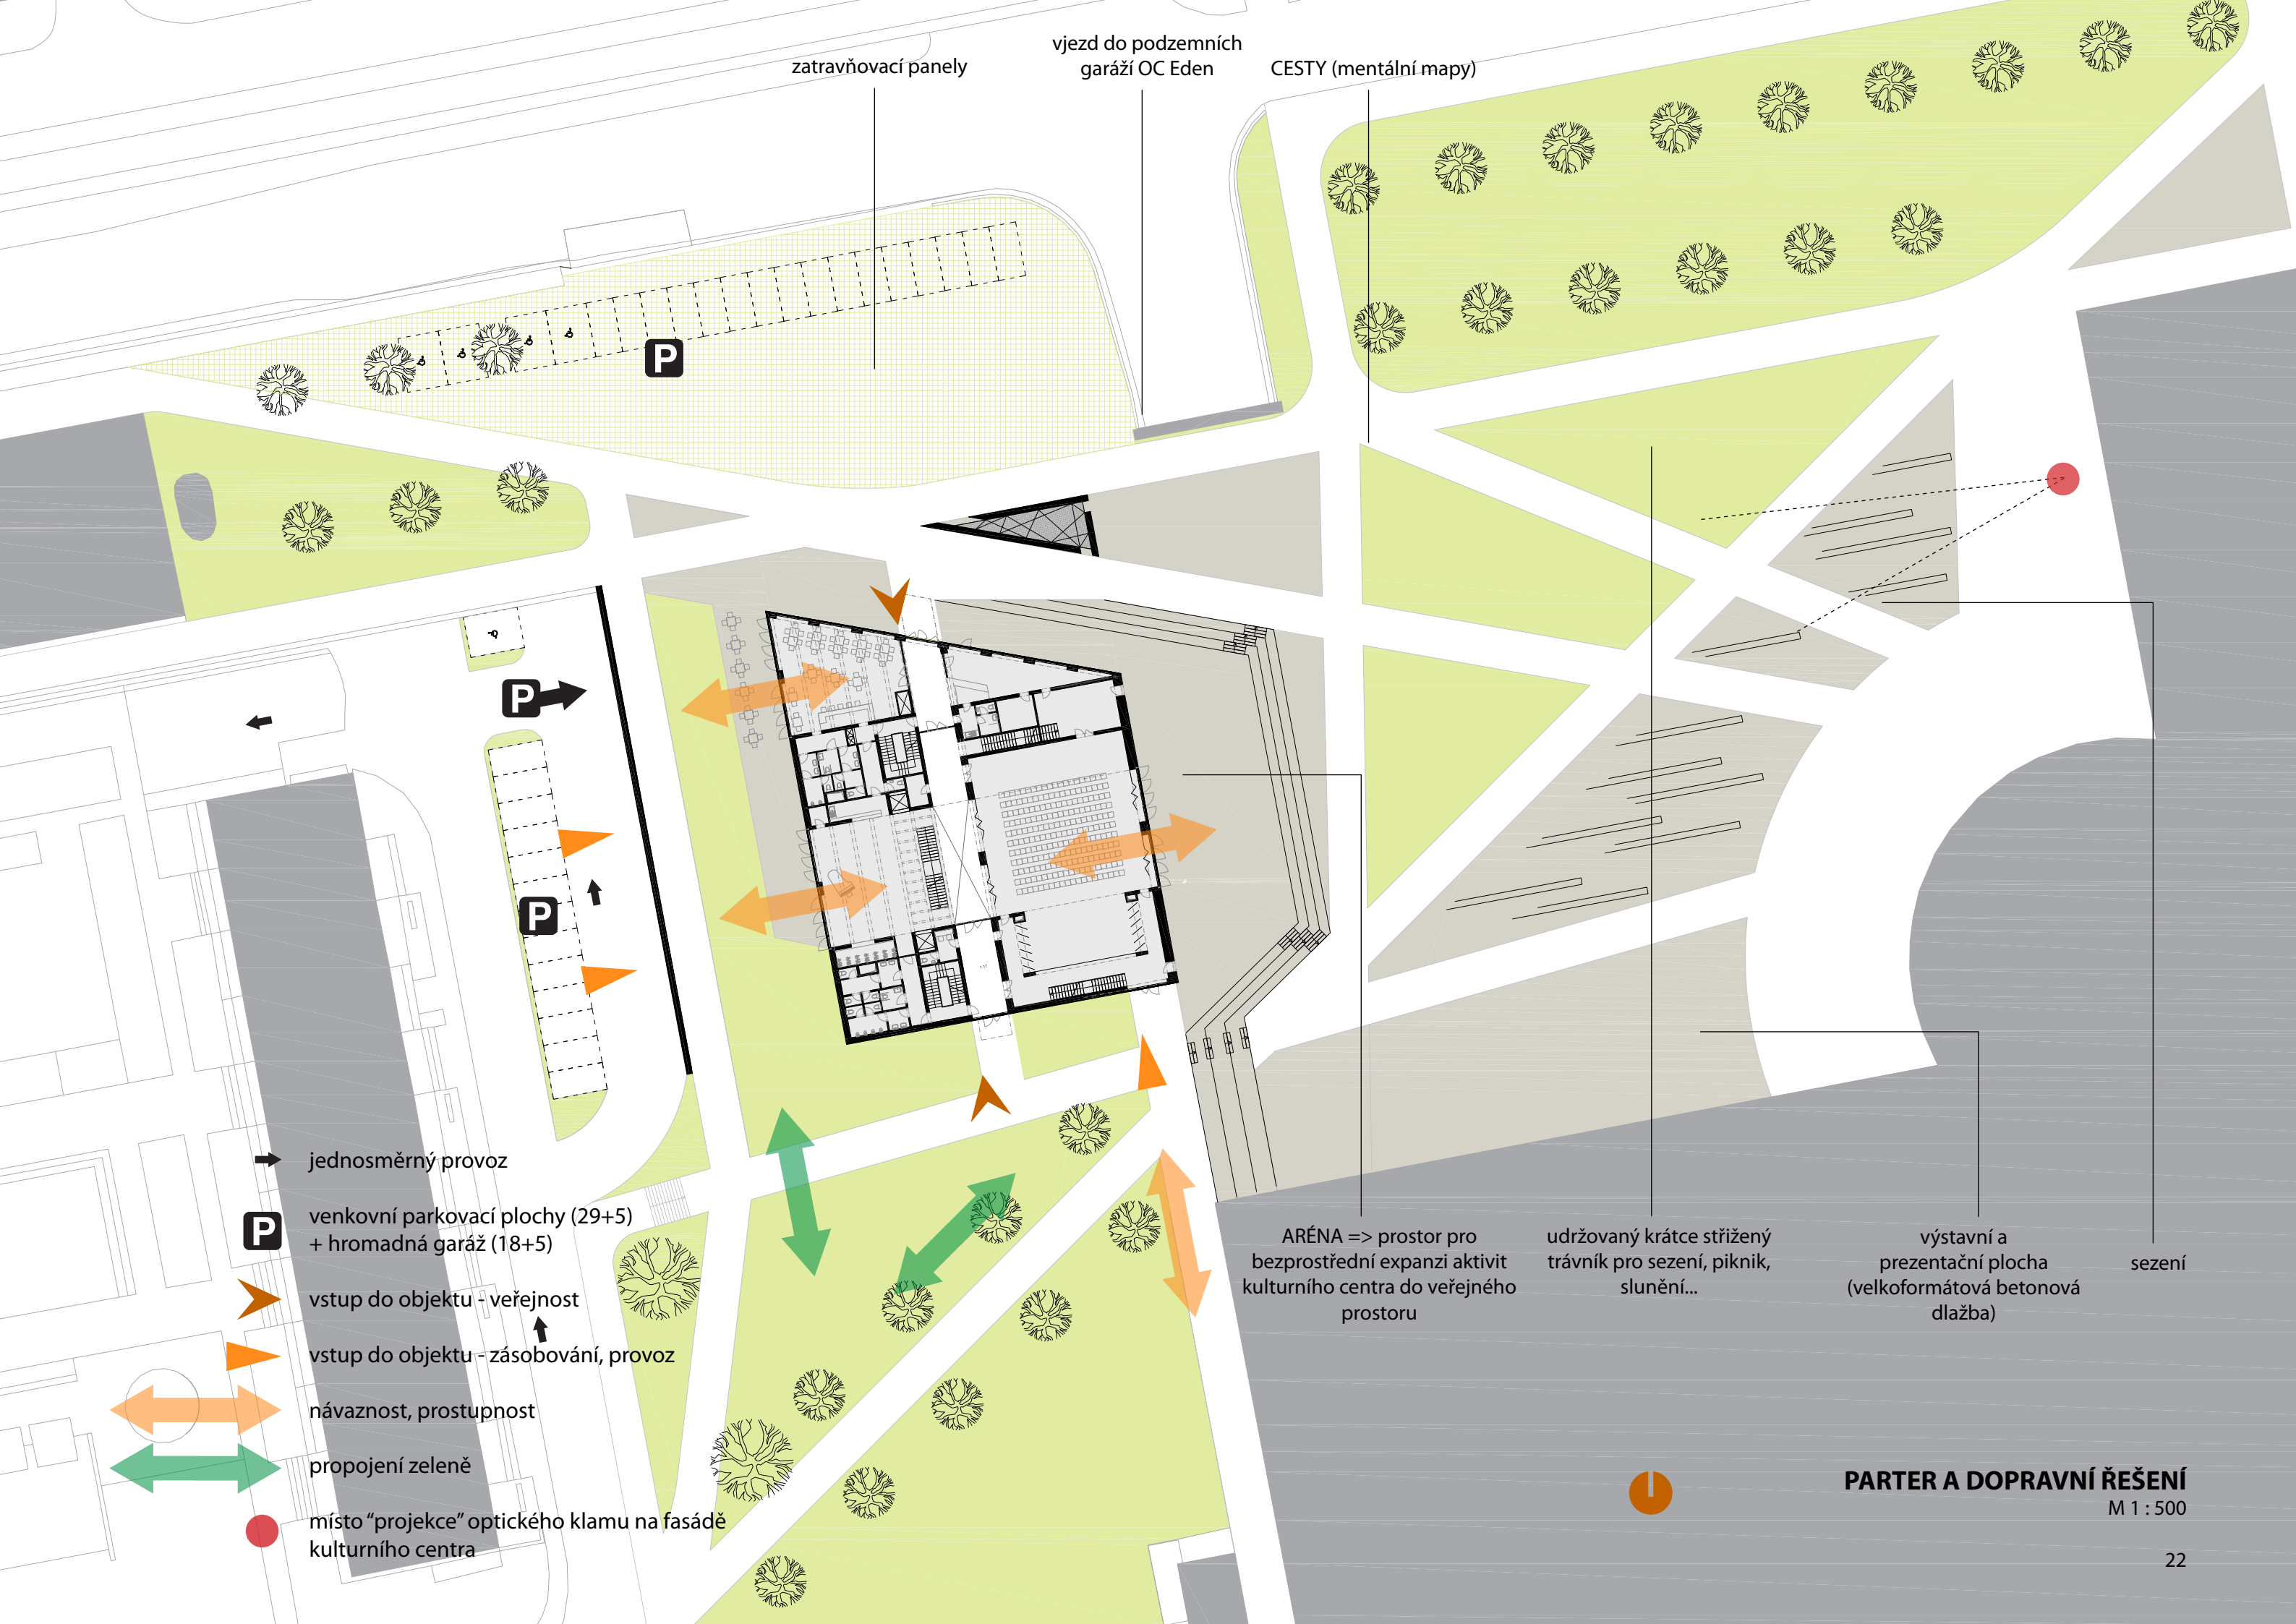 zatravňovací panely
vjezd do podzemních
garáží OC Eden
CESTY (mentální mapy)
P
P
P
jednosměrný provoz
P
venkovní parkovací plochy (29+5)
+ hromadná garáž (18+5)
vstup do objektu - veřejnost
vstup do objektu - zásobování, provoz
návaznost, prostupnost
propojení zeleně
místo “projekce” optického klamu na fasádě
kulturního centra
ARÉNA => prostor pro
bezprostřední expanzi aktivit
kulturního centra do veřejného
prostoru
udržovaný krátce střižený
trávník pro sezení, piknik,
slunění...
výstavní a
prezentační plocha
(velkoformátová betonová
dlažba)
sezení
PARTER A DOPRAVNÍ ŘEŠENÍ
M 1 : 500
22